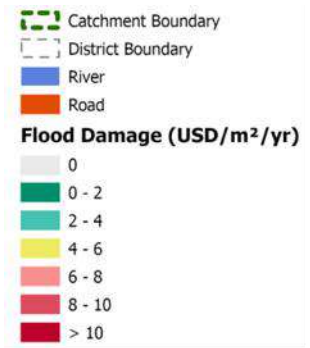 Catchment Boundary
District Boundary
River
Road
Flood Damage (USD/m²/yr)
0
0 - 2
2 - 4
4 - 6
6 - 8
8 - 10
> 10